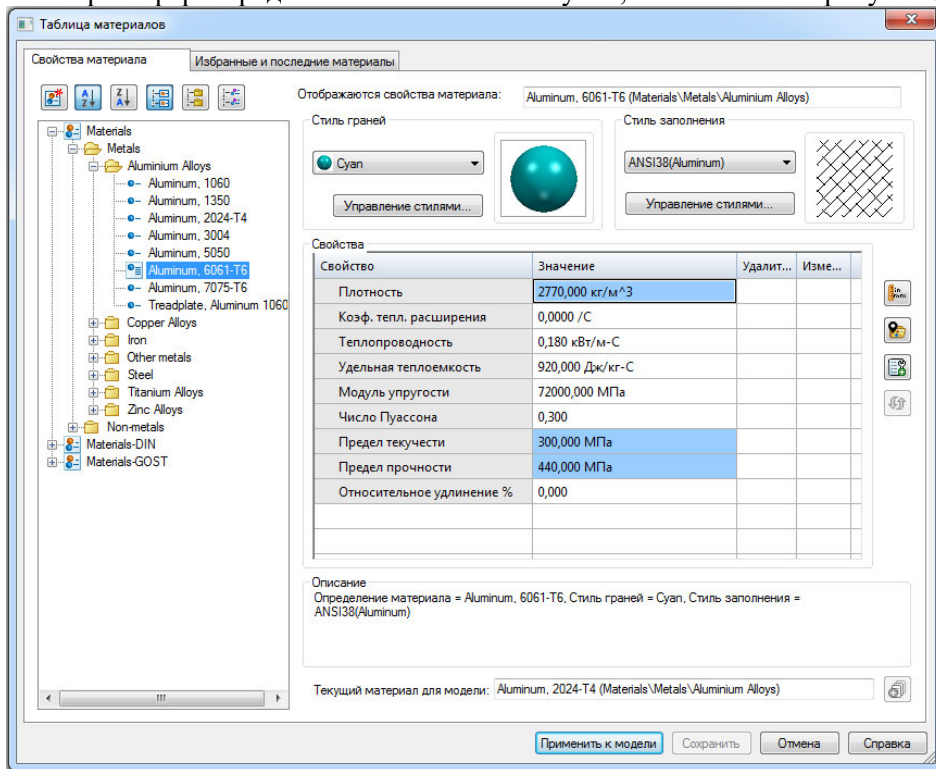 Таблица материалов
Свойства материала
Избранные и последние материалы
Отображаются свойства материала:
Aluminum, 6061-T6 (Materials\Metals\Aluminium Alloys)
Materials
Metals
Aluminium Alloys
Aluminum, 1060
Aluminum, 1350
Aluminum, 2024-T4
Aluminum, 3004
Aluminum, 5050
Aluminum, 6061-T6
Aluminum, 7075-T6
Treadplate, Aluminum 1060
Copper Alloys
Iron
Other metals
Steel
Titanium Alloys
Zinc Alloys
Non-metals
Materials-DIN
Materials-GOST
Стиль граней
Cyan
Управление стилями...
Стиль заполнения
ANSI38(Aluminum)
Управление стилями...
Свойства
Свойство Значение Удалит... Изме...
Плотность 2770,000 кг/м^3
Коэф. тепл. расширения 0,0000 /C
Теплопроводность 0,180 кВт/м-С
Удельная теплоемкость 920,000 Дж/кг-С
Модуль упругости 72000,000 МПа
Число Пуассона 0,300
Предел текучести 300,000 МПа
Предел прочности 440,000 МПа
Относительное удлинение % 0,000
Описание
Определение материала = Aluminum, 6061-T6, Стиль граней = Cyan, Стиль заполнения =
ANSI38(Aluminum)
Текущий материал для модели: Aluminum, 2024-T4 (Materials\Metals\Aluminium Alloys)
Применить к модели Сохранить Отмена Справка